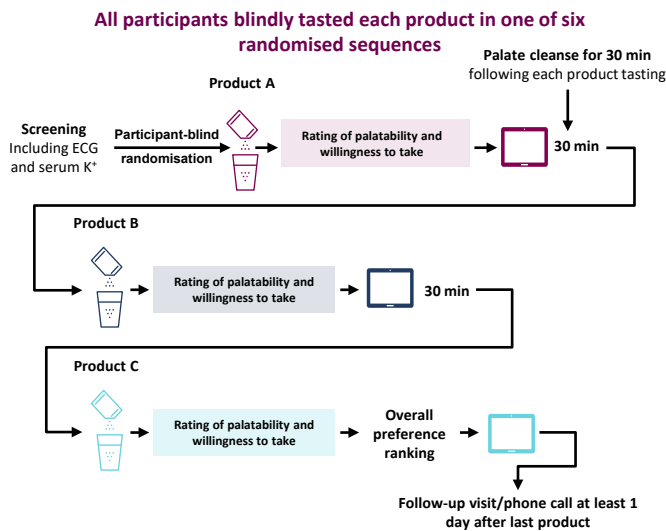 All participants blindly tasted each product in one of six
randomised sequences
Palate cleanse for 30 min
following each product tasting
Product A
Screening
Including ECG
and serum K⁺
Participant-blind
randomisation
Rating of palatability and
willingness to take
30 min
Product B
Rating of palatability and
willingness to take
30 min
Product C
Rating of palatability and
willingness to take
Overall
preference
ranking
Follow-up visit/phone call at least 1
day after last product